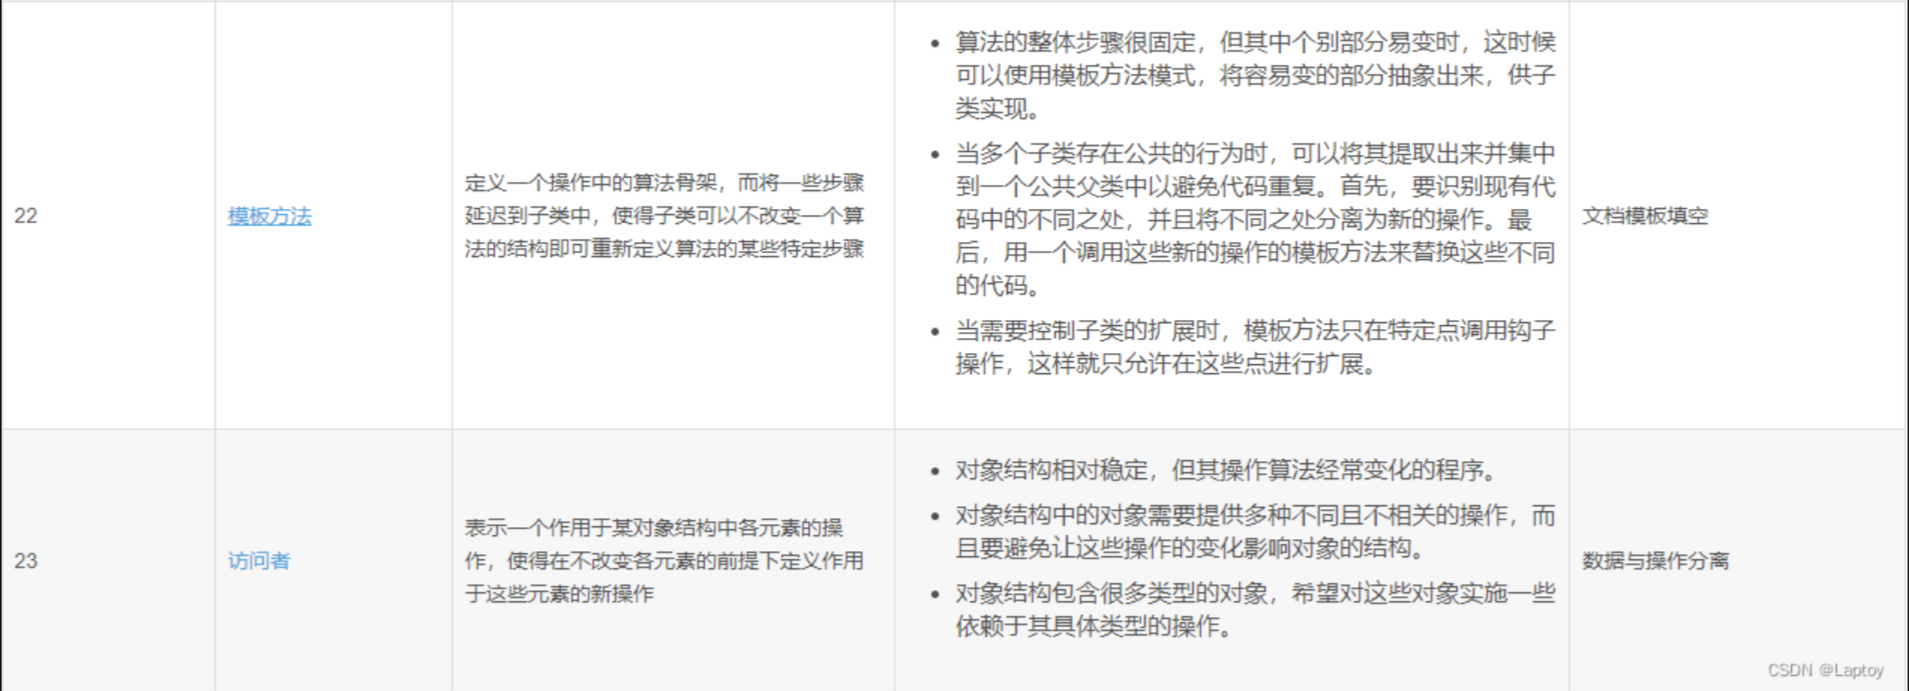 22
模板方法
定义一个操作中的算法骨架，而将一些步骤
延迟到子类中，使得子类可以不改变一个算
法的结构即可重新定义算法的某些特定步骤
算法的整体步骤很固定，但其中个别部分易变时，这时候
可以使用模板方法模式，将容易变的部分抽象出来，供子
类实现。
当多个子类存在公共的行为时，可以将其提取出来并集中
到一个公共父类中以避免代码重复。首先，要识别现有代
码中的不同之处，并且将不同之处分离为新的操作。最
后，用一个调用这些新的操作的模板方法来替换这些不同
的代码。
当需要控制子类的扩展时，模板方法只在特定点调用钩子
操作，这样就只允许在这些点进行扩展。
文档模板填空
23
访问者
表示一个作用于某对象结构中各元素的操
作，使得在不改变各元素的前提下定义作用
于这些元素的新操作
对象结构相对稳定，但其操作算法经常变化的程序。
对象结构中的对象需要提供多种不同且不相关的操作，而
且要避免让这些操作的变化影响对象的结构。
对象结构包含很多类型的对象，希望对这些对象实施一些
依赖于其具体类型的操作。
数据与操作分离
CSDN @Laptoy